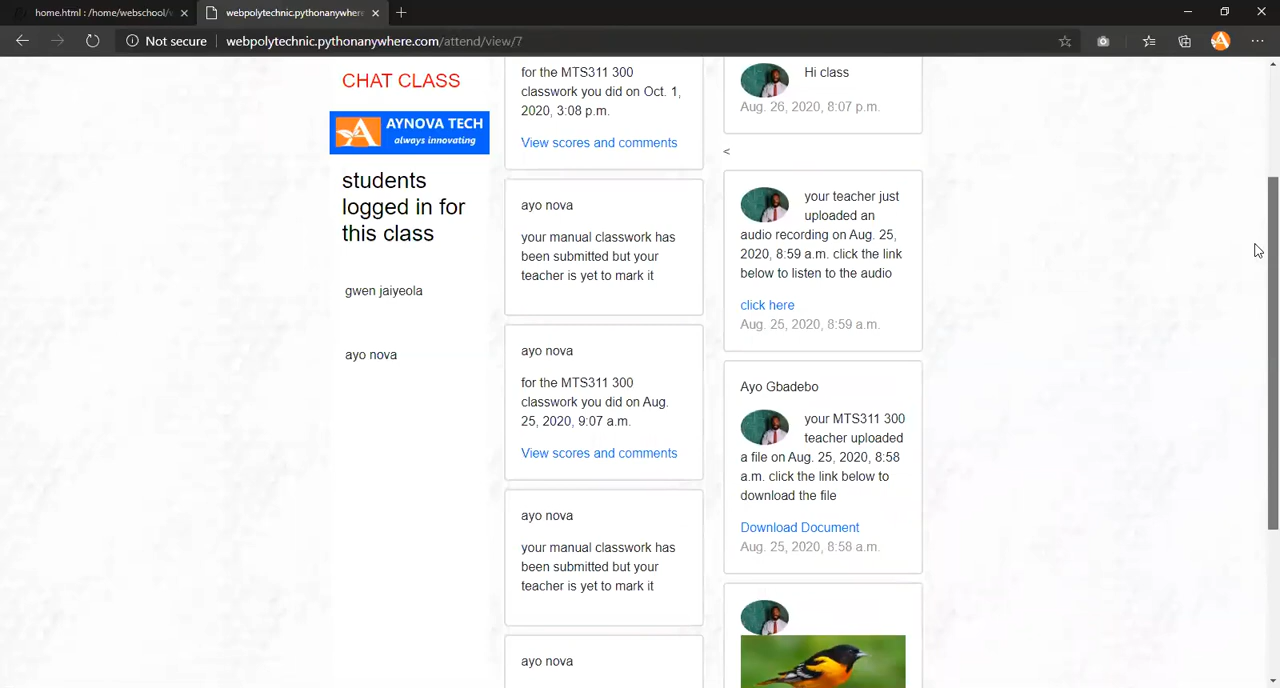 home.html : /home/webschool/
webpolytechnic.pythonanywhere
Not secure
webpolytechnic.pythonanywhere.com/attend/view/7
CHAT CLASS
AYNOVA TECH
always innovating
students
logged in for
this class
gwen jaiyeola
ayo nova
for the MTS311 300
classwork you did on Oct. 1,
2020, 3:08 p.m.
View scores and comments
ayo nova
your manual classwork has
been submitted but your
teacher is yet to mark it
ayo nova
for the MTS311 300
classwork you did on Aug.
25, 2020, 9:07 a.m.
View scores and comments
ayo nova
your manual classwork has
been submitted but your
teacher is yet to mark it
ayo nova
Hi class
Aug. 26, 2020, 8:07 p.m.
<
your teacher just
uploaded an
audio recording on Aug. 25,
2020, 8:59 a.m. click the link
below to listen to the audio
click here
Aug. 25, 2020, 8:59 a.m.
Ayo Gbadebo
your MTS311 300
teacher uploaded
a file on Aug. 25, 2020, 8:58
a.m. click the link below to
download the file
Download Document
Aug. 25, 2020, 8:58 a.m.